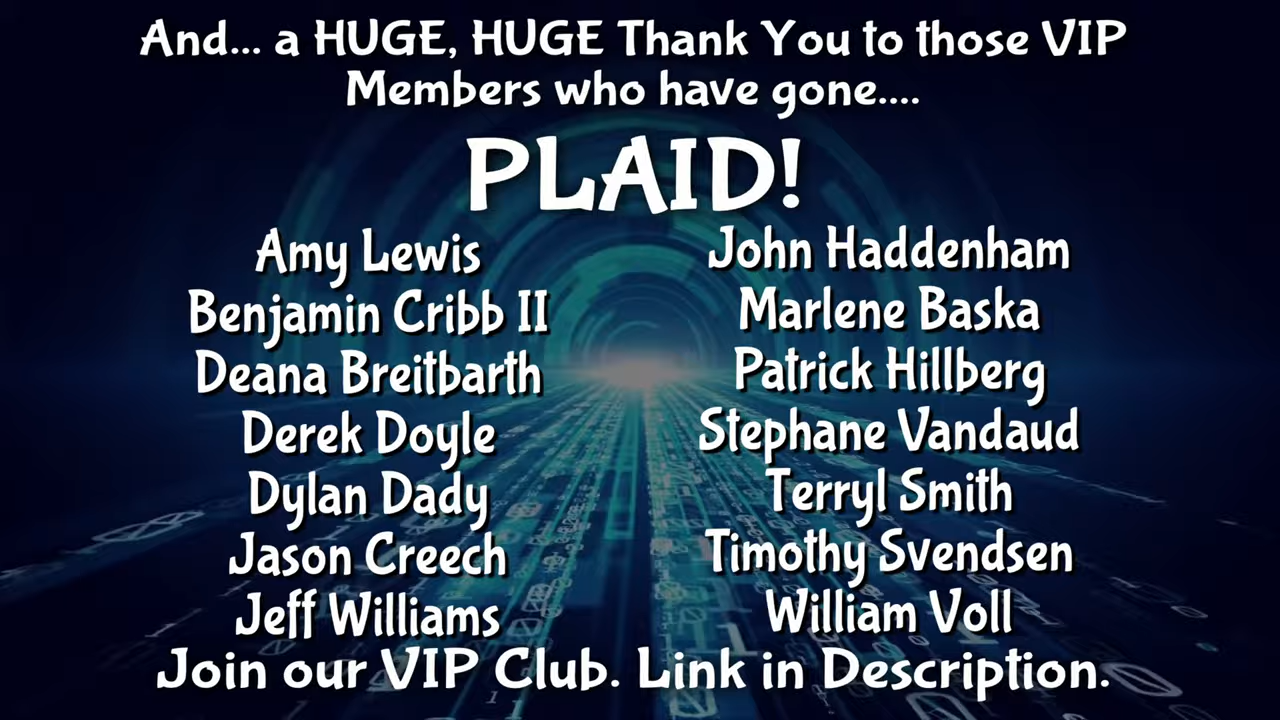 And... a HUGE, HUGE Thank You to those VIP
Members who have gone....
PLAID!
Amy Lewis
Benjamin Cribb II
Deana Breitbarth
Derek Doyle
Dylan Dady
Jason Creech
Jeff Williams
John Haddenham
Marlene Baska
Patrick Hillberg
Stephane Vandaud
Terryl Smith
Timothy Svendsen
William Voll
Join our VIP Club. Link in Description.